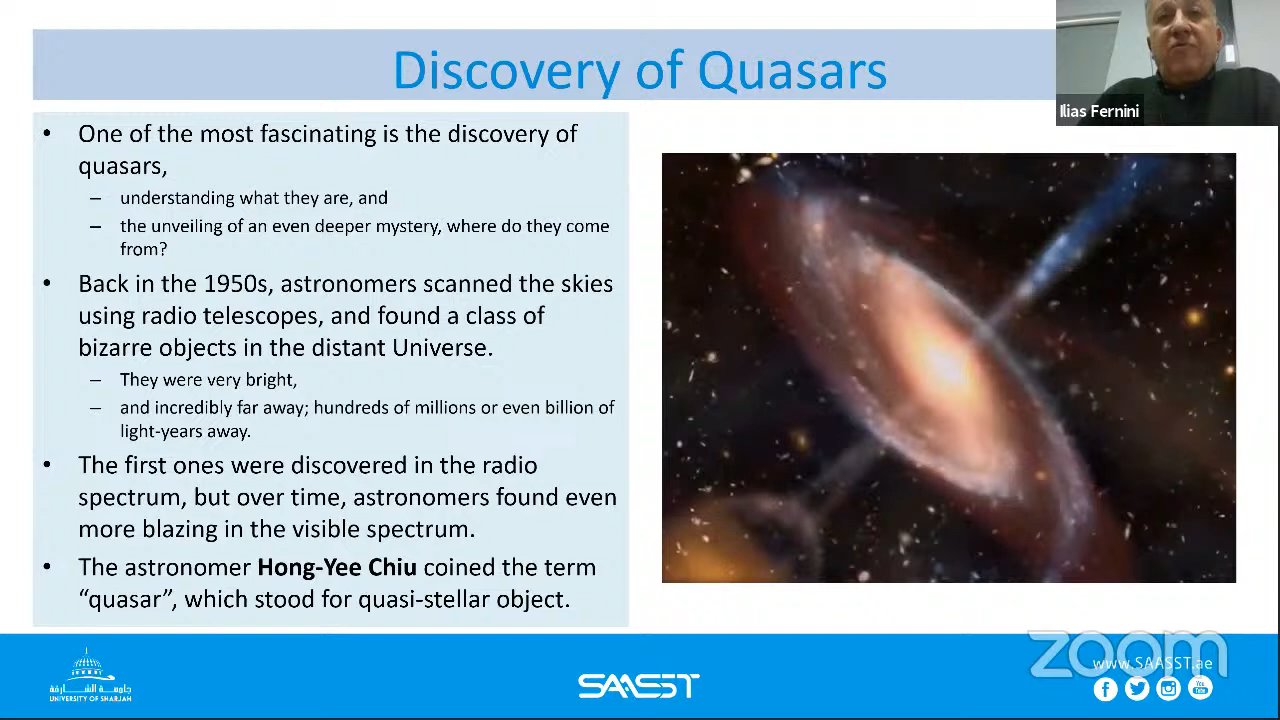 Discovery of Quasars
Ilias Fernini
• One of the most fascinating is the discovery of
quasars,
– understanding what they are, and
– the unveiling of an even deeper mystery, where do they come
from?
• Back in the 1950s, astronomers scanned the skies
using radio telescopes, and found a class of
bizarre objects in the distant Universe.
– They were very bright,
– and incredibly far away; hundreds of millions or even billion of
light-years away.
• The first ones were discovered in the radio
spectrum, but over time, astronomers found even
more blazing in the visible spectrum.
• The astronomer Hong-Yee Chiu coined the term
“quasar”, which stood for quasi-stellar object.
جامعة الشارقة
UNIVERSITY OF SHARJAH
SAASST
zoom
www.SAASST.ae
You
Tube